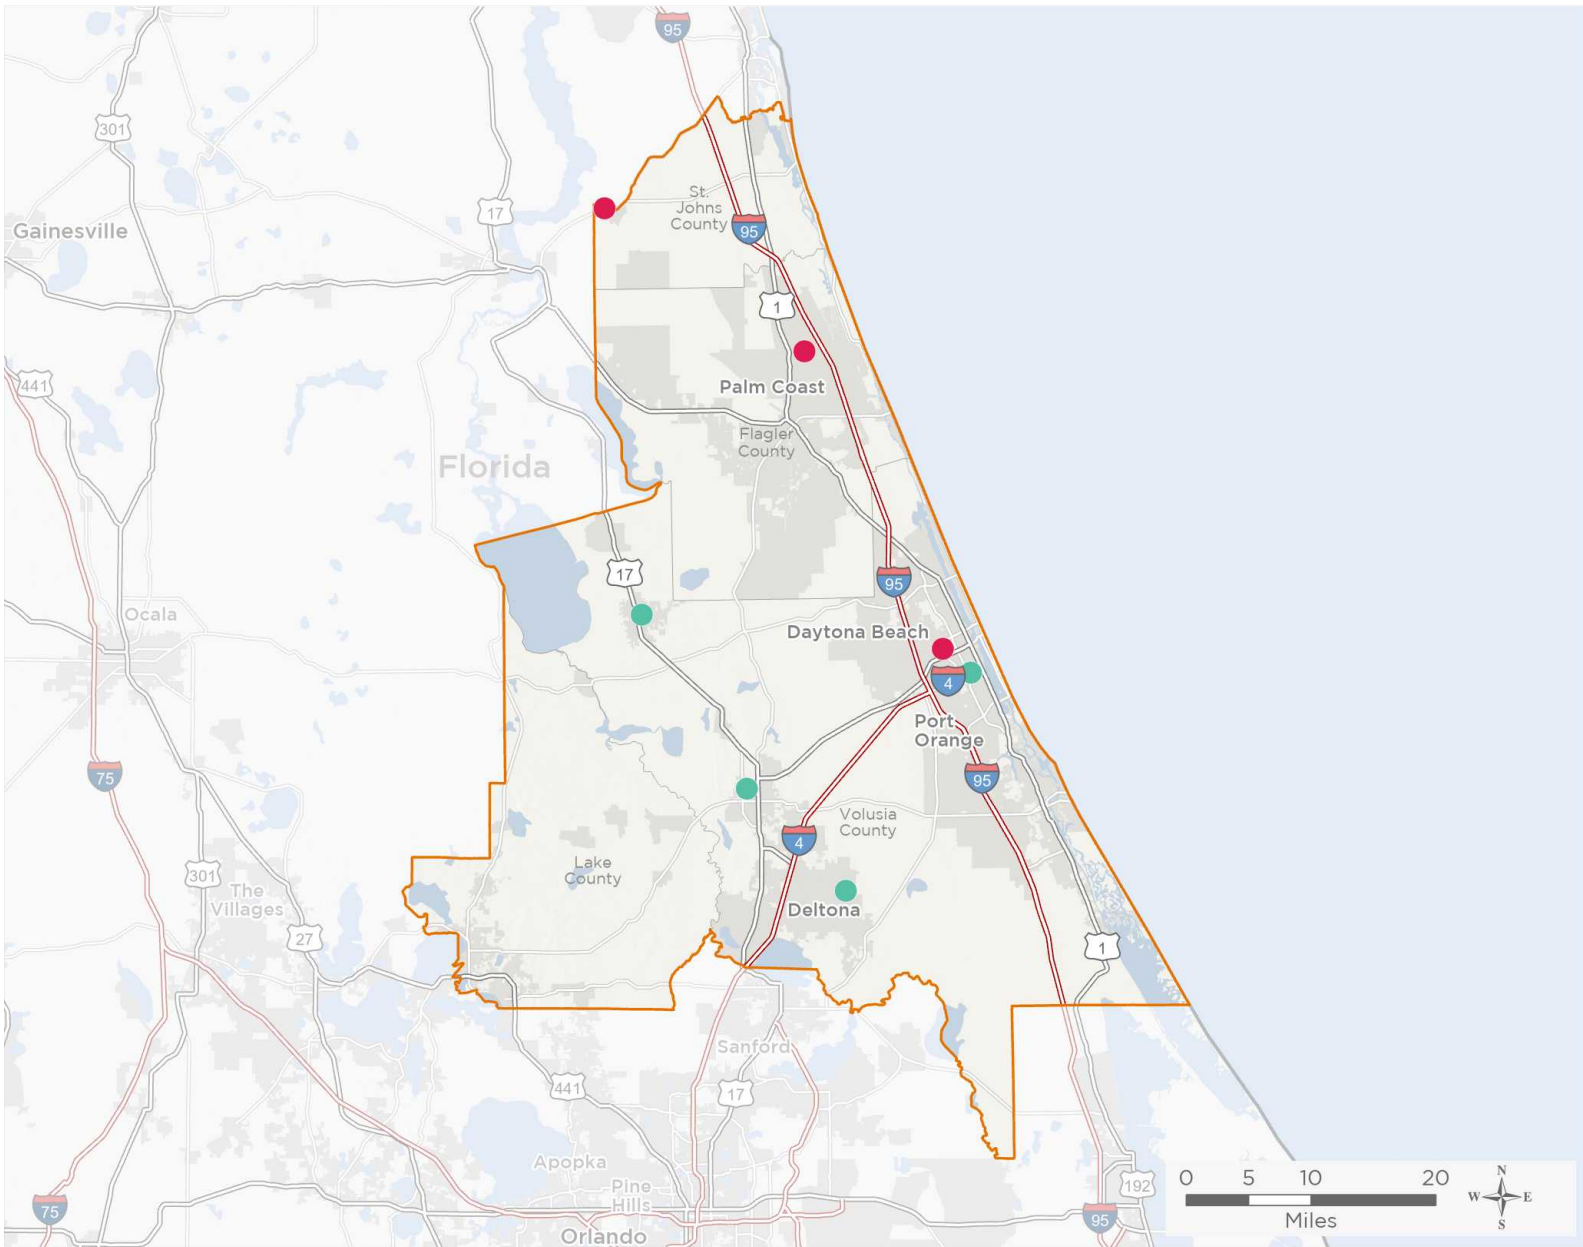 95
301
St.
Johns
County
17
95
Gainesville
1
441
Palm Coast
Flagler
County
Florida
17
95
Ocala
Daytona Beach
4
Port
Orange
75
95
Volusia
County
4
Lake
County
301
The
Villages
Deltona
27
1
Sanford
441
17
Apopka
0 5 10 20
N
W E
S
Miles
192
Pine
Hills
75
95
Orlando